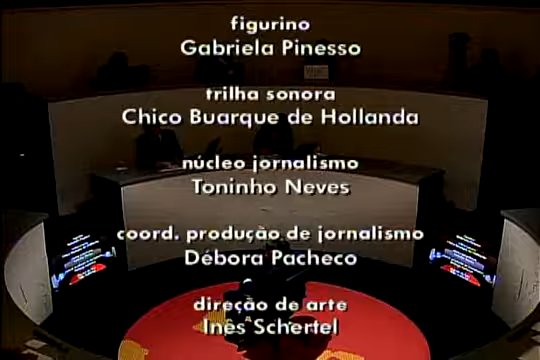 figurino
Gabriela Pinesso
trilha sonora
Chico Buarque de Hollanda
núcleo jornalismo
Toninho Neves
coord. produção de jornalismo
Débora Pacheco
direção de arte
Inês Schertel